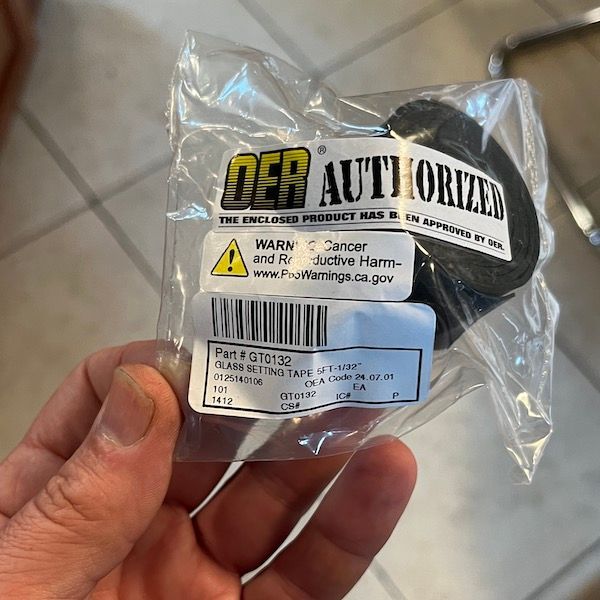 OER® AUTHORIZED
THE ENCLOSED PRODUCT HAS BEEN APPROVED BY OER.
WARNING: Cancer
and Reproductive Harm-
www.P65Warnings.ca.gov
Part # GT0132
GLASS SETTING TAPE 5FT-1/32"
0125140106 OEA Code 24.07.01
101 GT0132 EA
1412 CS# IC# P